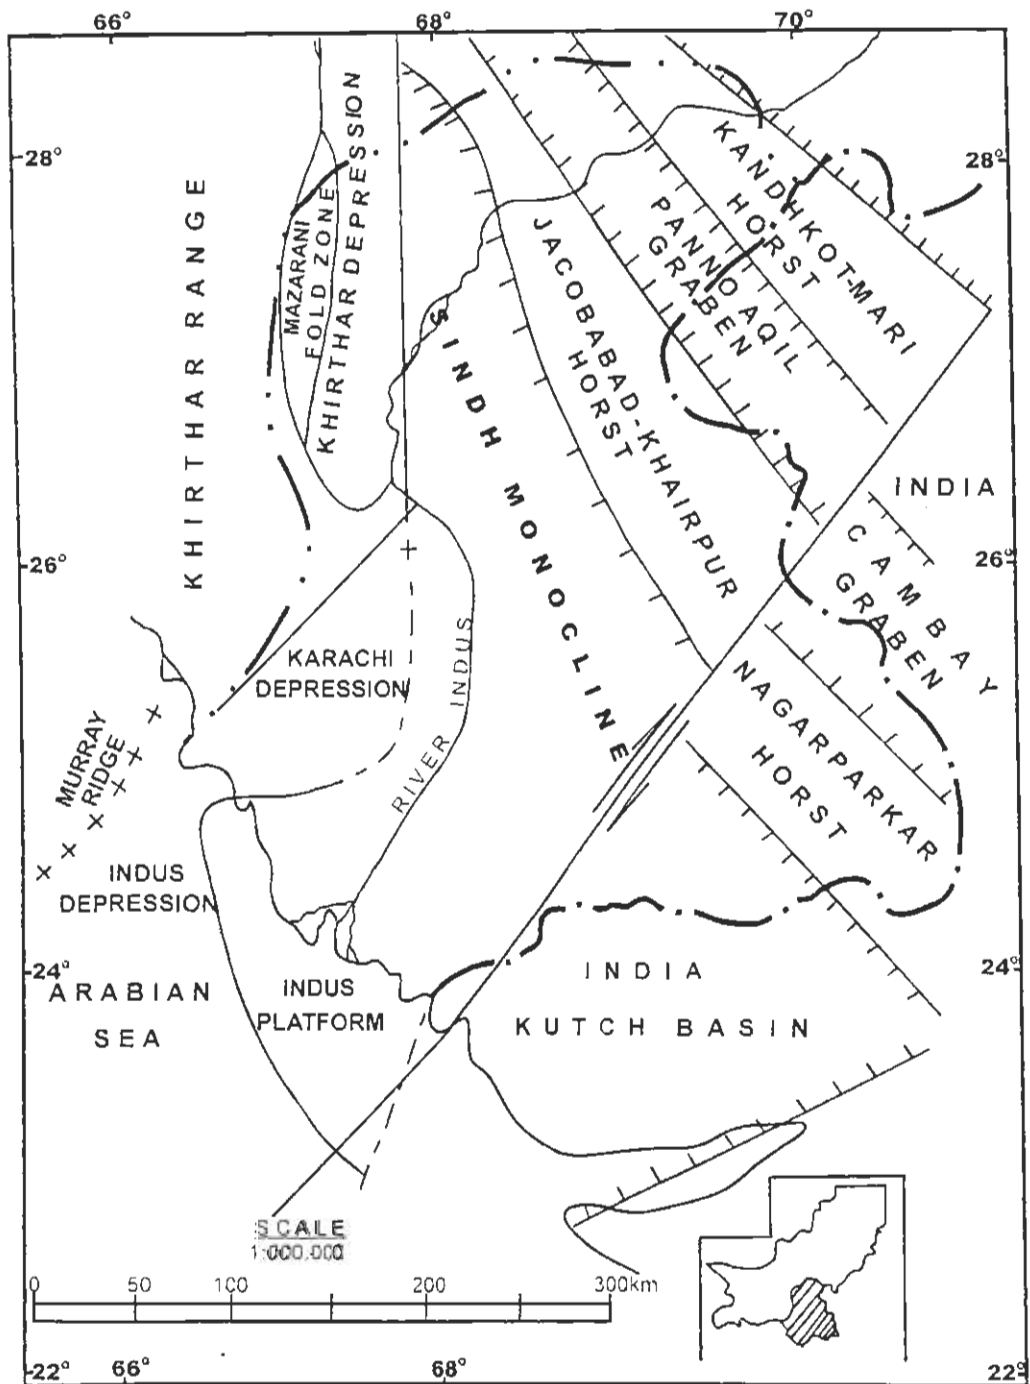 66°
68°
70°
28°
28°
KHIRTHAR RANGE
MAZARANI
FOLD ZONE
KHIRTHAR DEPRESSION
SINDH MONOCLINE
JACOBABAD-KHAIRPUR
HORST
PANNO AQIL
GRABEN
KANDHKOT-MARI
HORST
INDIA
26°
26°
CAMBAY
GRABEN
KARACHI
DEPRESSION
RIVER INDUS
NAGARPARKAR
HORST
MURRAY
RIDGE
INDUS
DEPRESSION
24°
24°
ARABIAN
SEA
INDUS
PLATFORM
INDIA
KUTCH BASIN
SCALE
1:000,000
0 50 100 200 300km
22°
66°
68°
22°